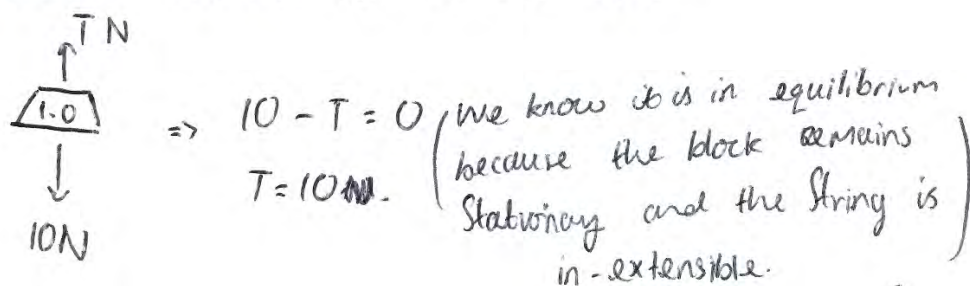 T N
1.0
10N
=> 10 - T = 0
T = 10N.
(We know it is in equilibrium
because the block remains
Stationary and the String is
in-extensible.)